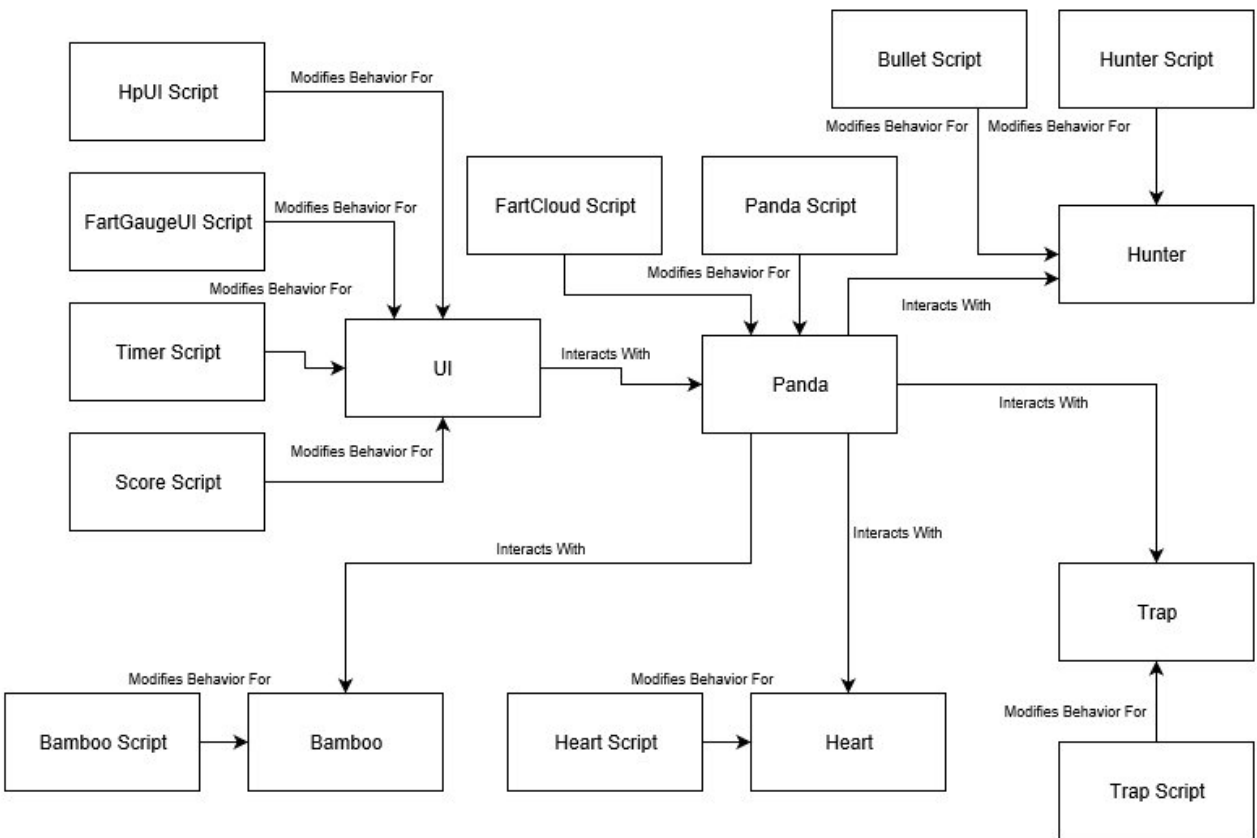 Bullet Script
Hunter Script
HpUI Script
Modifies Behavior For
Modifies Behavior For
Modifies Behavior For
FartGaugeUI Script
Modifies Behavior For
FartCloud Script
Panda Script
Hunter
Modifies Behavior For
Modifies Behavior For
Interacts With
Timer Script
UI
Interacts With
Panda
Interacts With
Score Script
Modifies Behavior For
Interacts With
Interacts With
Trap
Modifies Behavior For
Modifies Behavior For
Modifies Behavior For
Bamboo Script
Bamboo
Heart Script
Heart
Trap Script